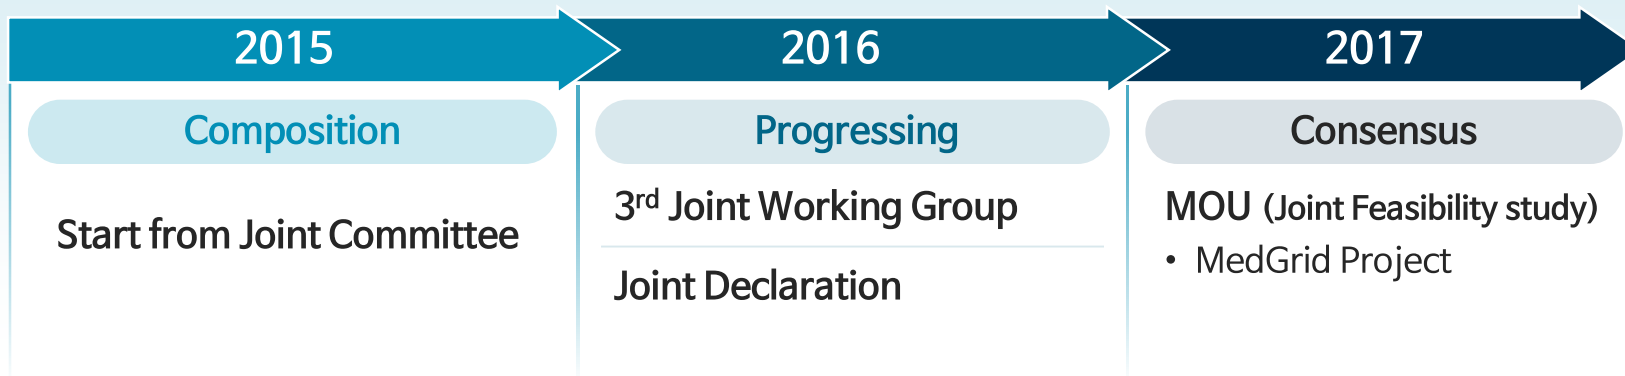 2015
2016
2017
Composition
Progressing
Consensus
Start from Joint Committee
3rd Joint Working Group
Joint Declaration
MOU (Joint Feasibility study)
• MedGrid Project